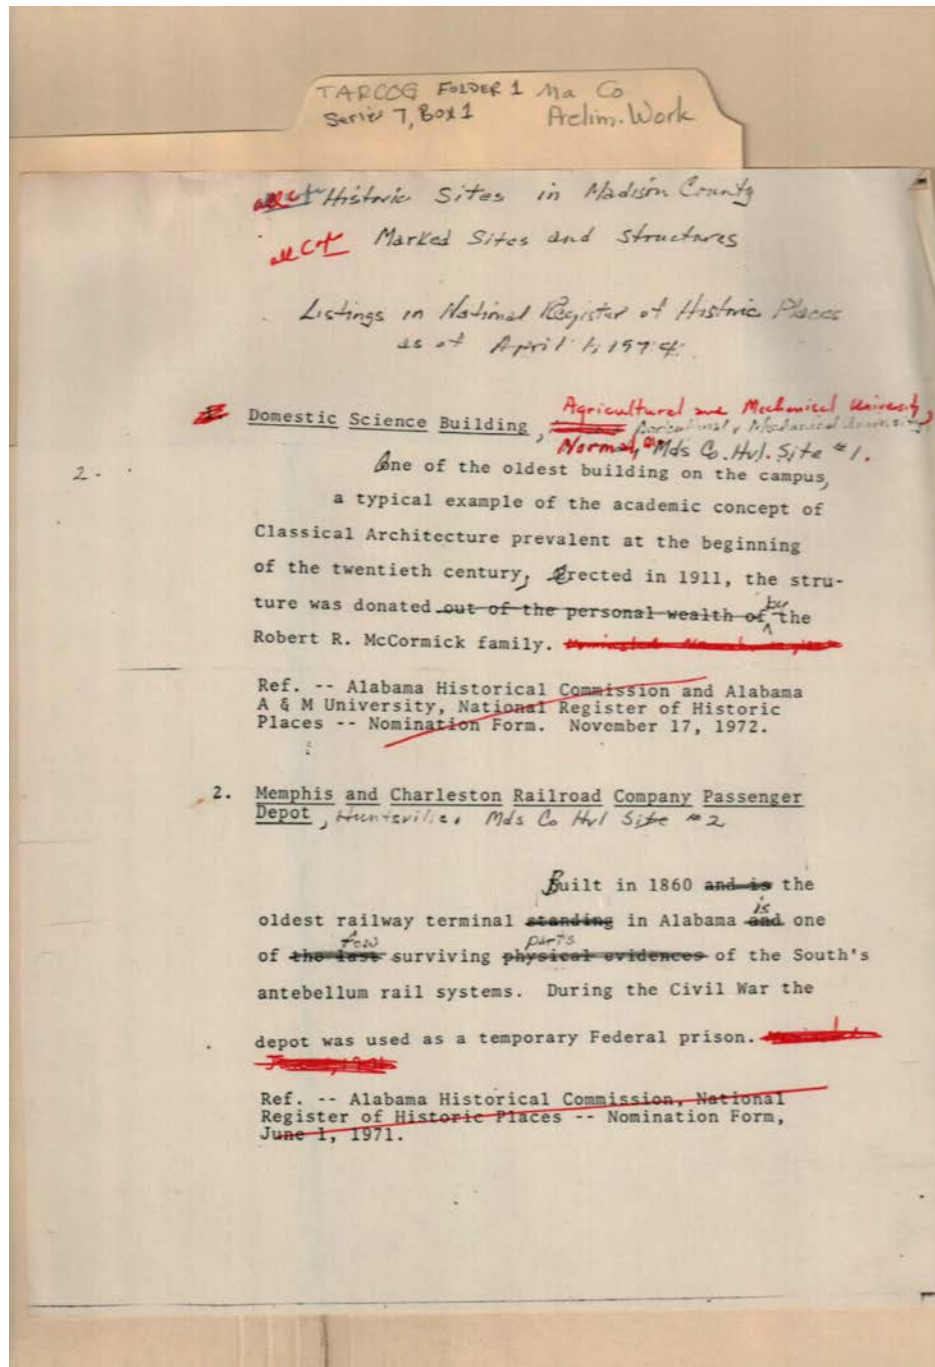 TARCOG FOLDER 1 Ma Co
Serie 7, Box 1 Prelim. Work
Historic Sites in Madison County
Marked Sites and Structures
Listings in National Register of Historic Places
as of April 1, 1974
Agricultural and Mechanical University,
Domestic Science Building, Agricultural & Mechanical University
Normal, Mds Co. Hvl. Site #1.
2. One of the oldest building on the campus,
a typical example of the academic concept of
Classical Architecture prevalent at the beginning
of the twentieth century, Erected in 1911, the stru-
by
ture was donated out of the personal wealth of the
Robert R. McCormick family.
Ref. -- Alabama Historical Commission and Alabama
A & M University, National Register of Historic
Places -- Nomination Form. November 17, 1972.
2. Memphis and Charleston Railroad Company Passenger
Depot, Huntsville. Mds Co Hvl Site #2
Built in 1860 and is the
is
oldest railway terminal standing in Alabama and one
few parts
of the last surviving physical evidences of the South's
antebellum rail systems. During the Civil War the
depot was used as a temporary Federal prison.
Ref. -- Alabama Historical Commission, National
Register of Historic Places -- Nomination Form,
June 1, 1971.